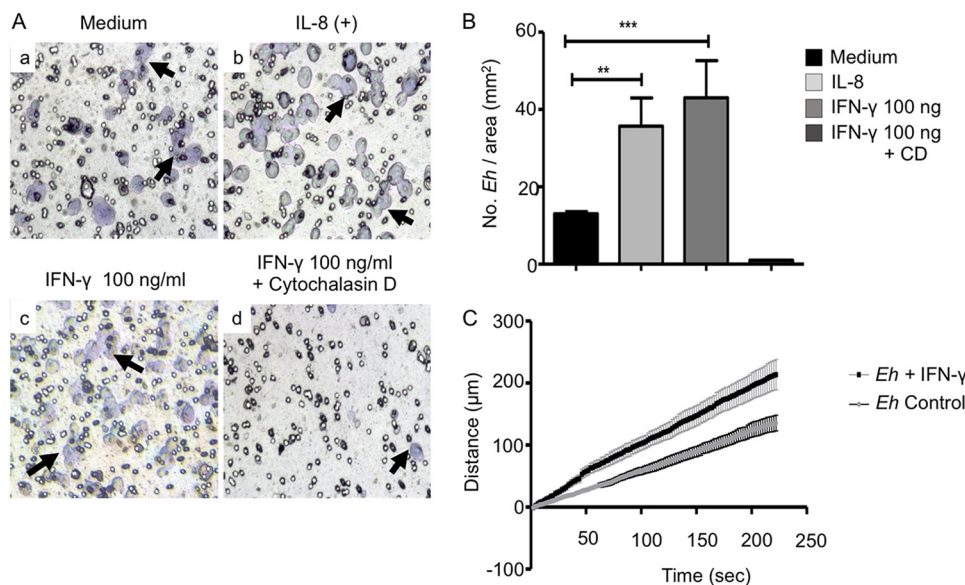 A
Medium
IL-8 (+)
a
b
IFN-γ 100 ng/ml
IFN-γ 100 ng/ml
+ Cytochalasin D
c
d
B
***
**
60
40
20
0
No. Eh / area (mm²)
Medium
IL-8
IFN-γ 100 ng
IFN-γ 100 ng
+ CD
C
300
200
100
0
-100
Distance (μm)
50 100 150 200 250
Time (sec)
Eh + IFN-γ
Eh Control